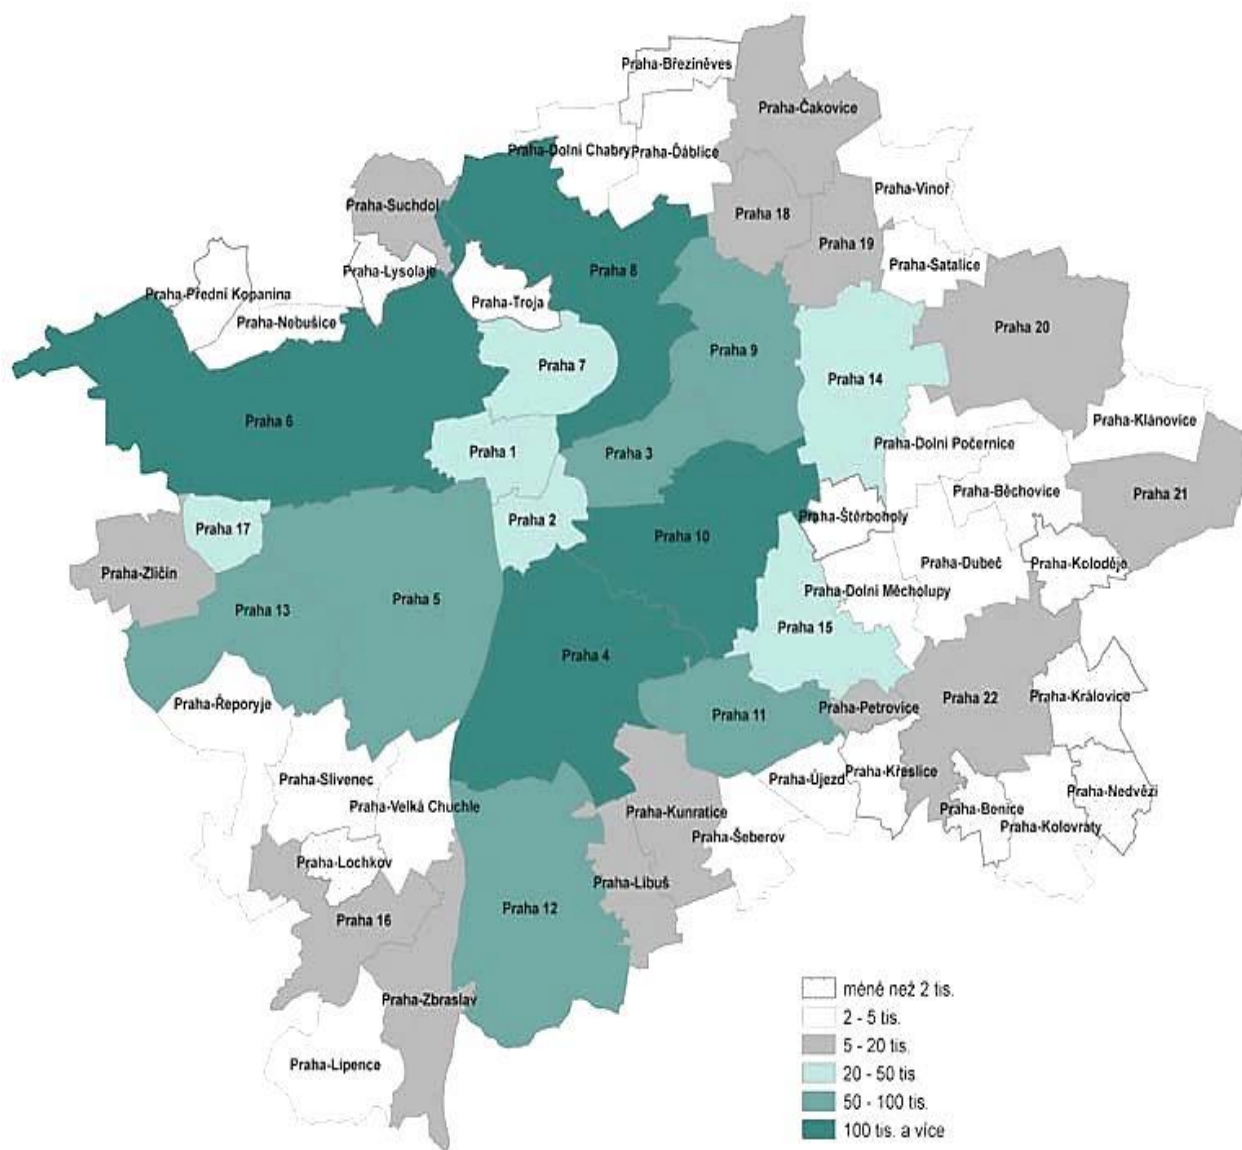 Praha-Březiněves
Praha-Čakovice
Praha-Dolní Chabry
Praha-Ďáblice
Praha-Vinoř
Praha-Suchdol
Praha 18
Praha 19
Praha-Satalice
Praha-Lysolaje
Praha 8
Praha-Přední Kopanina
Praha-Troja
Praha-Nebušice
Praha 20
Praha 9
Praha 7
Praha 14
Praha 6
Praha-Klánovice
Praha-Dolní Počernice
Praha 1
Praha 3
Praha-Běchovice
Praha 21
Praha 17
Praha 2
Praha-Štěrboholy
Praha 10
Praha-Zličín
Praha-Dubeč
Praha-Koloděje
Praha 13
Praha 5
Praha-Dolní Měcholupy
Praha 15
Praha 4
Praha-Řeporyje
Praha 11
Praha-Petrovice
Praha 22
Praha-Královice
Praha-Slivenec
Praha-Újezd
Praha-Křeslice
Praha-Nedvězí
Praha-Velká Chuchle
Praha-Kunratice
Praha-Benice
Praha-Kolovraty
Praha-Šeberov
Praha-Lochkov
Praha-Libuš
Praha 12
Praha 16
Praha-Zbraslav
Praha-Lipence
méně než 2 tis.
2 - 5 tis.
5 - 20 tis.
20 - 50 tis
50 - 100 tis.
100 tis. a více